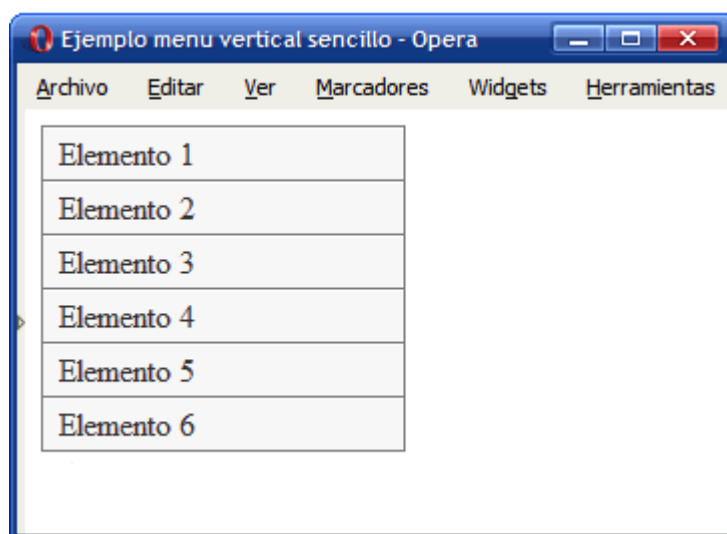 Ejemplo menu vertical sencillo - Opera
Archivo Editar Ver Marcadores Widgets Herramientas
Elemento 1
Elemento 2
Elemento 3
Elemento 4
Elemento 5
Elemento 6